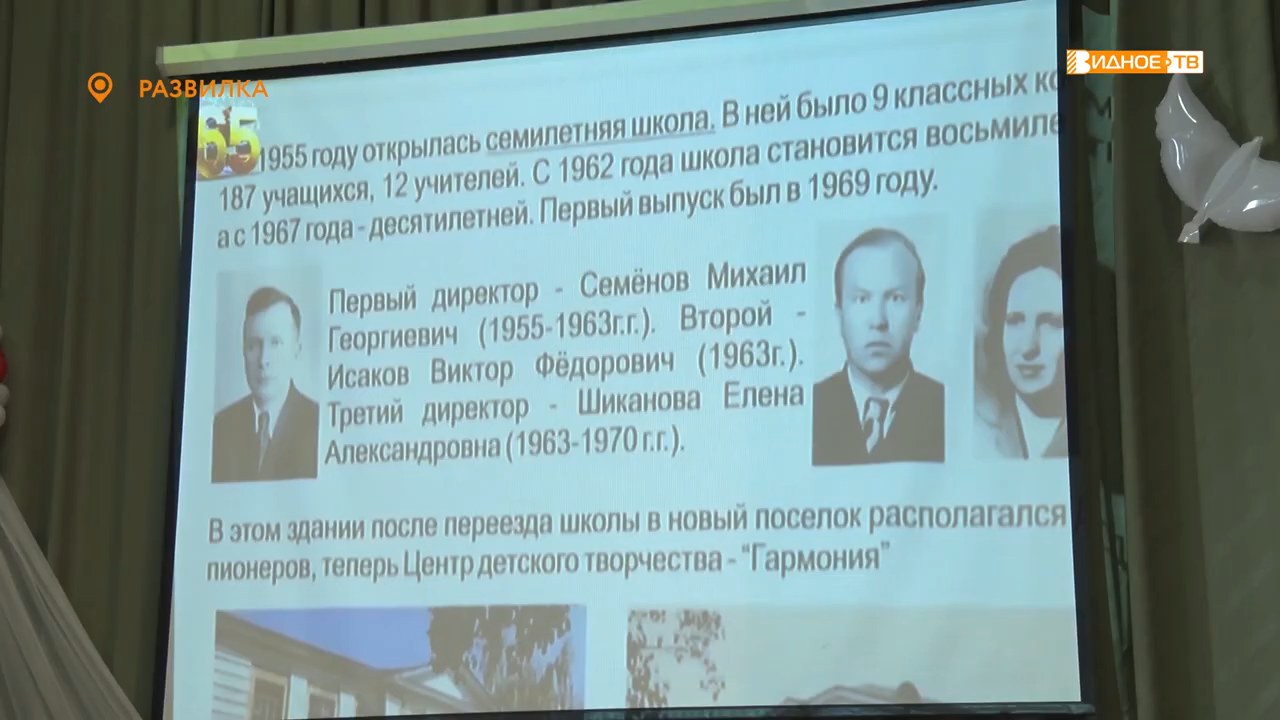 РАЗВИЛКА
ВИДНОЕ ТВ
65
1955 году открылась семилетняя школа. В ней было 9 классных
187 учащихся, 12 учителей. С 1962 года школа становится
а с 1967 года - десятилетней. Первый выпуск был в 1969 году.
Первый директор - Семёнов Михаил
Георгиевич (1955-1963г.г.). Второй -
Исаков Виктор Фёдорович (1963г.).
Третий директор - Шиканова Елена
Александровна (1963-1970 г.г.).
В этом здании после переезда школы в новый поселок располагался
пионеров, теперь Центр детского творчества - "Гармония"